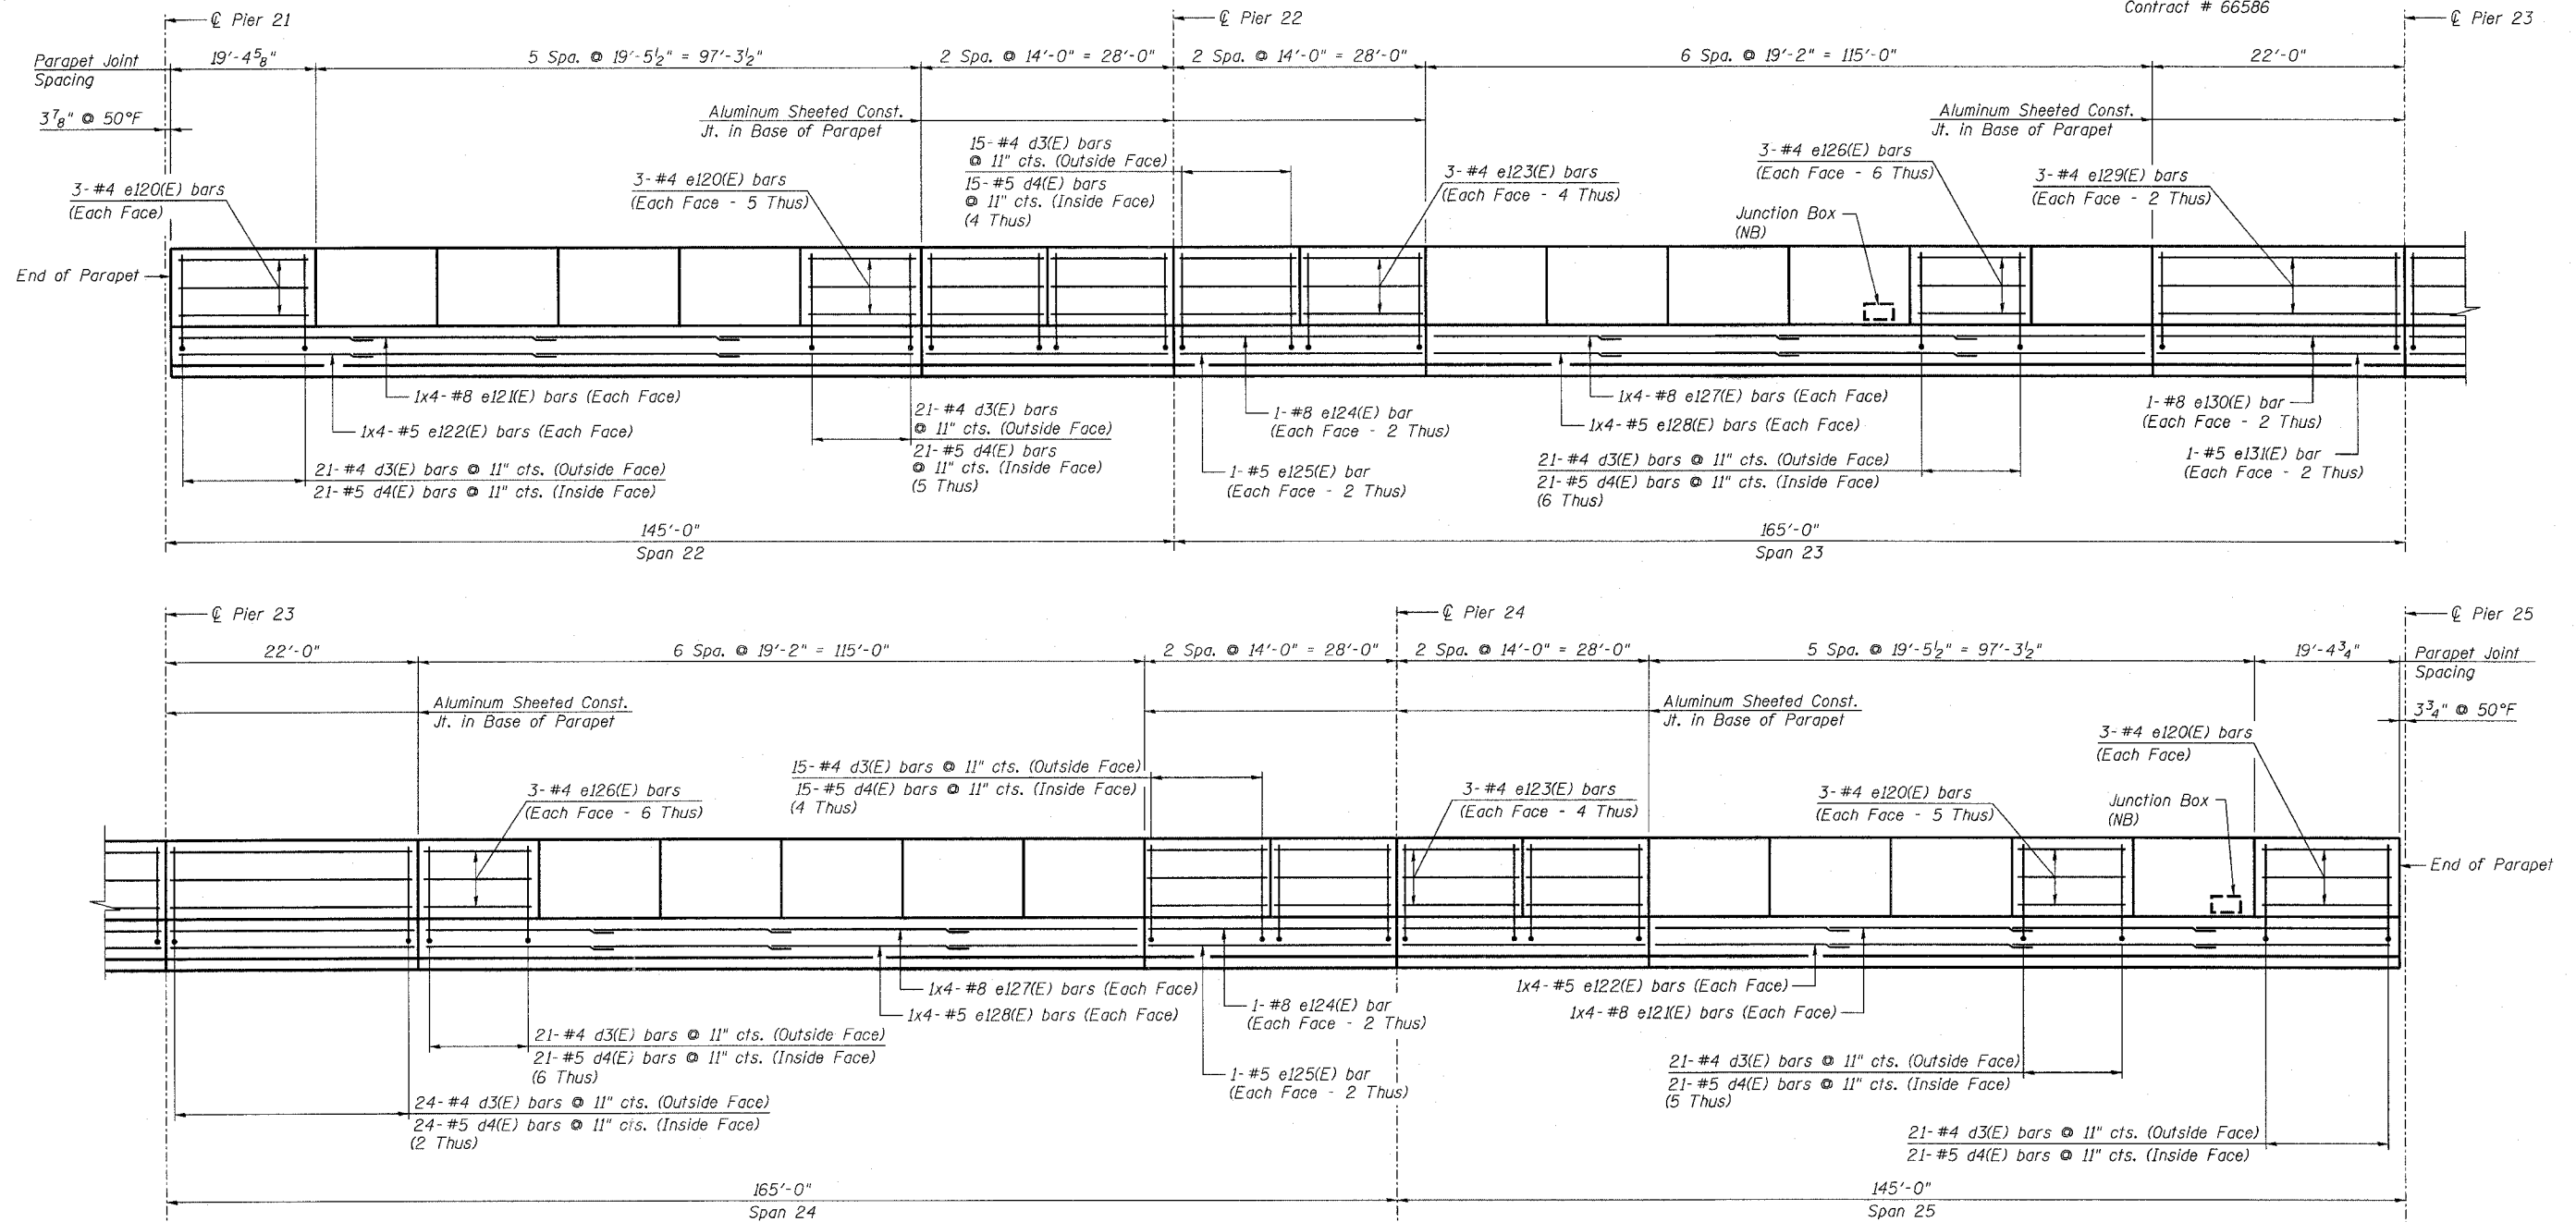 Contract # 66586
℄ Pier 21
℄ Pier 22
℄ Pier 23
Parapet Joint
Spacing
19'-4 5/8"
5 Spa. @ 19'-5 1/2" = 97'-3 1/2"
2 Spa. @ 14'-0" = 28'-0"
2 Spa. @ 14'-0" = 28'-0"
6 Spa. @ 19'-2" = 115'-0"
22'-0"
3 7/8" @ 50°F
Aluminum Sheeted Const.
Jt. in Base of Parapet
Aluminum Sheeted Const.
Jt. in Base of Parapet
15-#4 d3(E) bars
@ 11" cts. (Outside Face)
15-#5 d4(E) bars
@ 11" cts. (Inside Face)
(4 Thus)
3-#4 e120(E) bars
(Each Face)
3-#4 e120(E) bars
(Each Face - 5 Thus)
3-#4 e123(E) bars
(Each Face - 4 Thus)
3-#4 e126(E) bars
(Each Face - 6 Thus)
3-#4 e129(E) bars
(Each Face - 2 Thus)
Junction Box
(NB)
End of Parapet
1x4-#8 e121(E) bars (Each Face)
1x4-#5 e122(E) bars (Each Face)
21-#4 d3(E) bars @ 11" cts. (Outside Face)
21-#5 d4(E) bars @ 11" cts. (Inside Face)
21-#4 d3(E) bars
@ 11" cts. (Outside Face)
21-#5 d4(E) bars
@ 11" cts. (Inside Face)
(5 Thus)
1-#8 e124(E) bar
(Each Face - 2 Thus)
1-#5 e125(E) bar
(Each Face - 2 Thus)
1x4-#8 e127(E) bars (Each Face)
1x4-#5 e128(E) bars (Each Face)
21-#4 d3(E) bars @ 11" cts. (Outside Face)
21-#5 d4(E) bars @ 11" cts. (Inside Face)
(6 Thus)
1-#8 e130(E) bar
(Each Face - 2 Thus)
1-#5 e131(E) bar
(Each Face - 2 Thus)
145'-0"
Span 22
165'-0"
Span 23
℄ Pier 23
℄ Pier 24
℄ Pier 25
22'-0"
6 Spa. @ 19'-2" = 115'-0"
2 Spa. @ 14'-0" = 28'-0"
2 Spa. @ 14'-0" = 28'-0"
5 Spa. @ 19'-5 1/2" = 97'-3 1/2"
19'-4 3/4"
Parapet Joint
Spacing
3 3/4" @ 50°F
Aluminum Sheeted Const.
Jt. in Base of Parapet
Aluminum Sheeted Const.
Jt. in Base of Parapet
3-#4 e126(E) bars
(Each Face - 6 Thus)
15-#4 d3(E) bars @ 11" cts. (Outside Face)
15-#5 d4(E) bars @ 11" cts. (Inside Face)
(4 Thus)
3-#4 e123(E) bars
(Each Face - 4 Thus)
3-#4 e120(E) bars
(Each Face - 5 Thus)
3-#4 e120(E) bars
(Each Face)
Junction Box
(NB)
End of Parapet
1x4-#8 e127(E) bars (Each Face)
1x4-#5 e128(E) bars (Each Face)
21-#4 d3(E) bars @ 11" cts. (Outside Face)
21-#5 d4(E) bars @ 11" cts. (Inside Face)
(6 Thus)
24-#4 d3(E) bars @ 11" cts. (Outside Face)
24-#5 d4(E) bars @ 11" cts. (Inside Face)
(2 Thus)
1-#8 e124(E) bar
(Each Face - 2 Thus)
1-#5 e125(E) bar
(Each Face - 2 Thus)
1x4-#5 e122(E) bars (Each Face)
1x4-#8 e121(E) bars (Each Face)
21-#4 d3(E) bars @ 11" cts. (Outside Face)
21-#5 d4(E) bars @ 11" cts. (Inside Face)
(5 Thus)
21-#4 d3(E) bars @ 11" cts. (Outside Face)
21-#5 d4(E) bars @ 11" cts. (Inside Face)
165'-0"
Span 24
145'-0"
Span 25